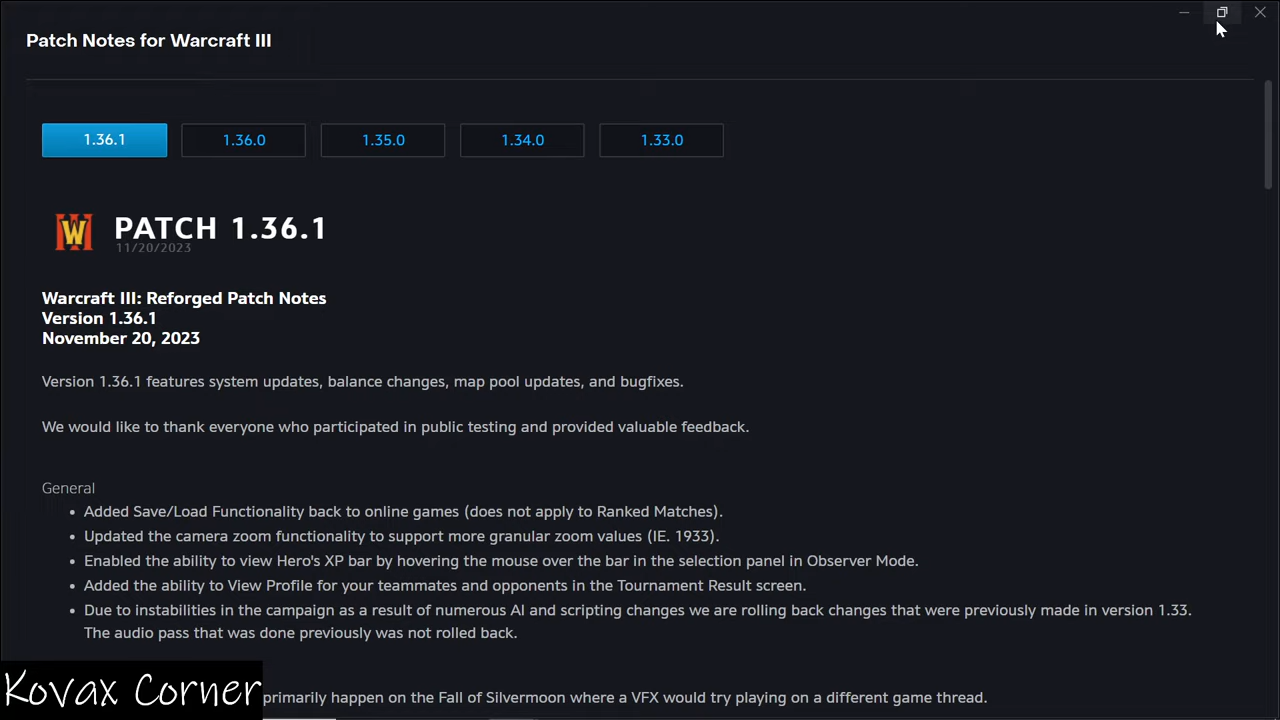 Patch Notes for Warcraft III
1.36.1
1.36.0
1.35.0
1.34.0
1.33.0
W
PATCH 1.36.1
11/20/2023
Warcraft III: Reforged Patch Notes
Version 1.36.1
November 20, 2023
Version 1.36.1 features system updates, balance changes, map pool updates, and bugfixes.
We would like to thank everyone who participated in public testing and provided valuable feedback.
General
• Added Save/Load Functionality back to online games (does not apply to Ranked Matches).
• Updated the camera zoom functionality to support more granular zoom values (IE. 1933).
• Enabled the ability to view Hero's XP bar by hovering the mouse over the bar in the selection panel in Observer Mode.
• Added the ability to View Profile for your teammates and opponents in the Tournament Result screen.
• Due to instabilities in the campaign as a result of numerous AI and scripting changes we are rolling back changes that were previously made in version 1.33.
The audio pass that was done previously was not rolled back.
Kovax Corner
primarily happen on the Fall of Silvermoon where a VFX would try playing on a different game thread.